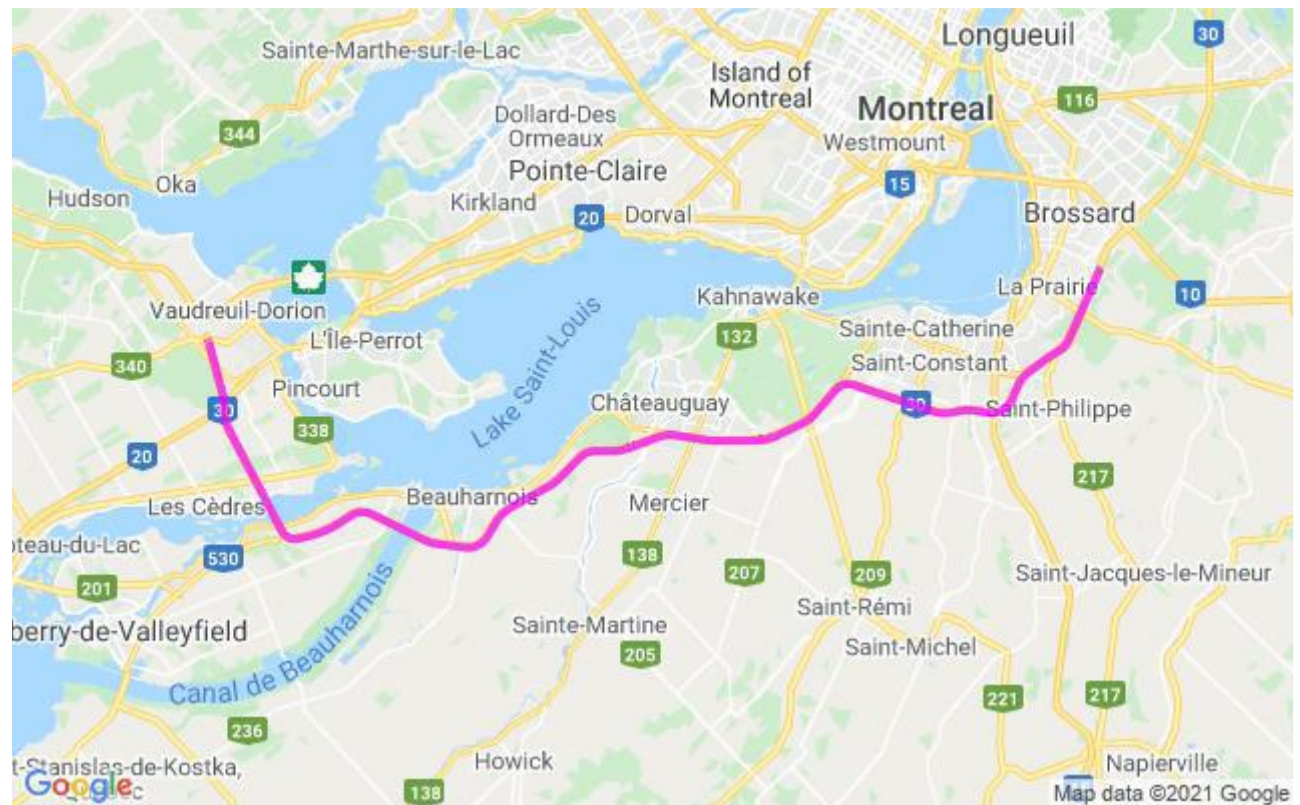 Longueuil
30
Sainte-Marthe-sur-le-Lac
Island of
Montreal
116
Montreal
Dollard-Des
Ormeaux
344
Westmount
Pointe-Claire
Oka
15
Hudson
Kirkland
20
Dorval
Brossard
La Prairie
10
Kahnawake
Vaudreuil-Dorion
L'Île-Perrot
132
Sainte-Catherine
Saint-Constant
340
Pincourt
30
Châteauguay
30
Saint-Philippe
338
Lake Saint-Louis
20
217
Les Cèdres
Beauharnois
Mercier
oteau-du-Lac
530
138
207
209
Saint-Jacques-le-Mineur
201
Canal de Beauharnois
Saint-Rémi
berry-de-Valleyfield
Sainte-Martine
205
Saint-Michel
221
217
236
Howick
Napierville
t-Stanislas-de-Kostka,
Google
138
Map data ©2021 Google